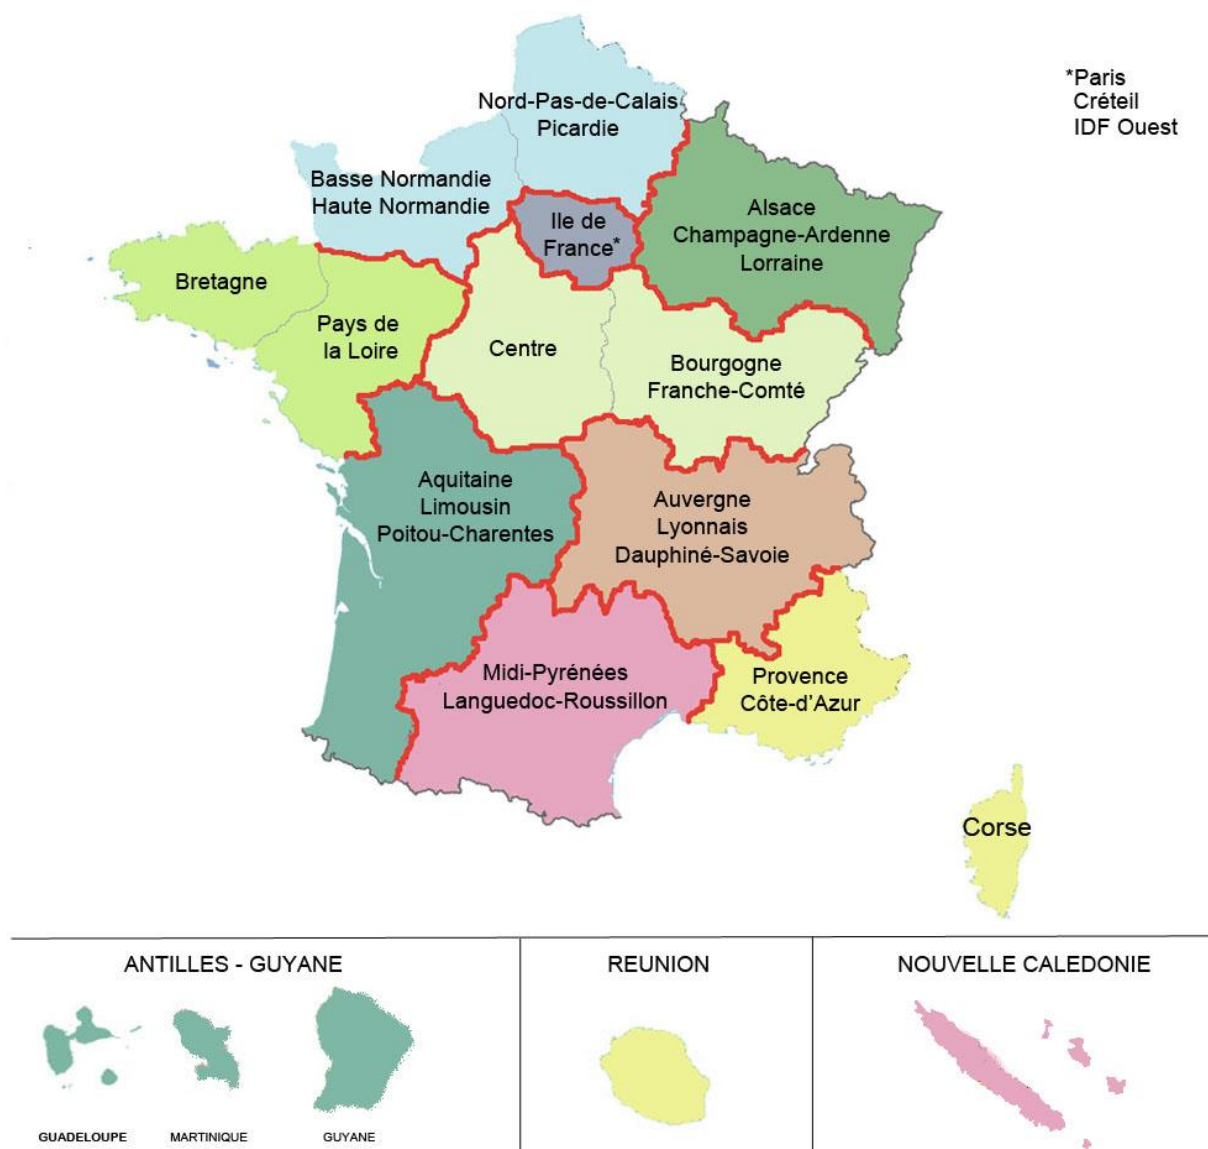 *Paris
Créteil
IDF Ouest
Nord-Pas-de-Calais
Picardie
Basse Normandie
Haute Normandie
Ile de
France*
Alsace
Champagne-Ardenne
Lorraine
Bretagne
Pays de
la Loire
Centre
Bourgogne
Franche-Comté
Aquitaine
Limousin
Poitou-Charentes
Auvergne
Lyonnais
Dauphiné-Savoie
Midi-Pyrénées
Languedoc-Roussillon
Provence
Côte-d'Azur
Corse
ANTILLES - GUYANE
REUNION
NOUVELLE CALEDONIE
GUADELOUPE
MARTINIQUE
GUYANE